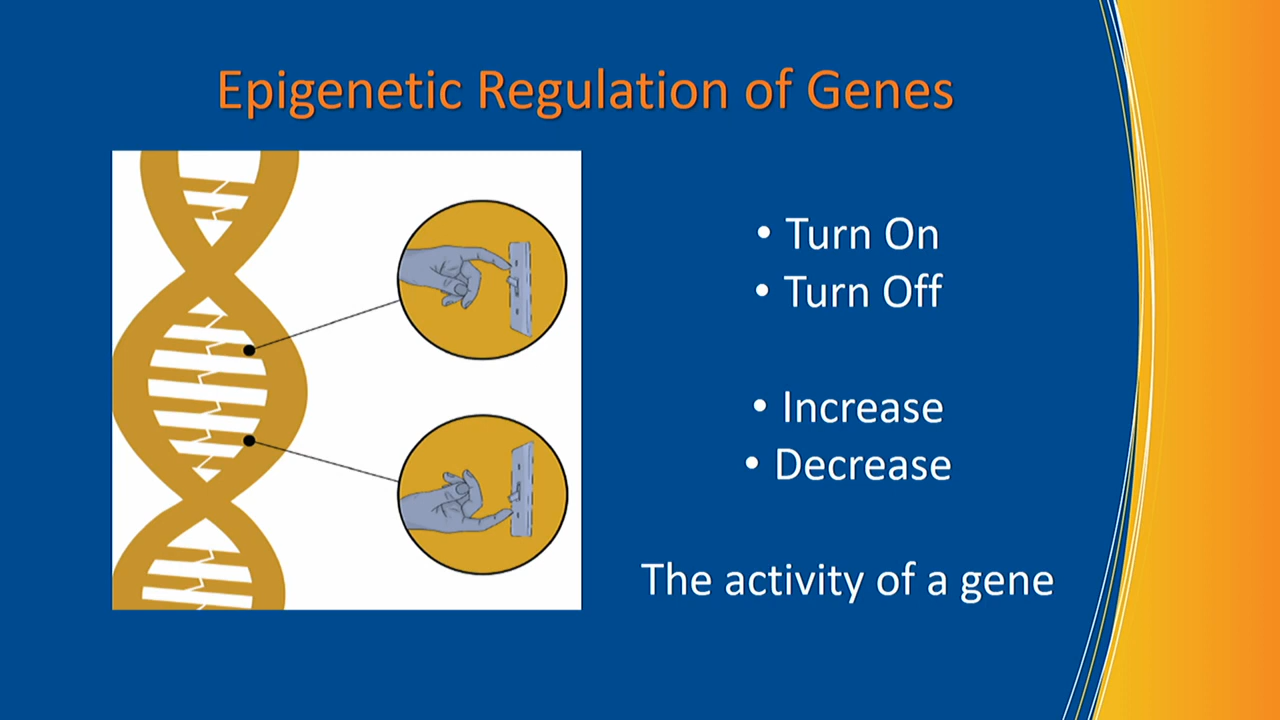 Epigenetic Regulation of Genes
• Turn On
• Turn Off
• Increase
• Decrease
The activity of a gene